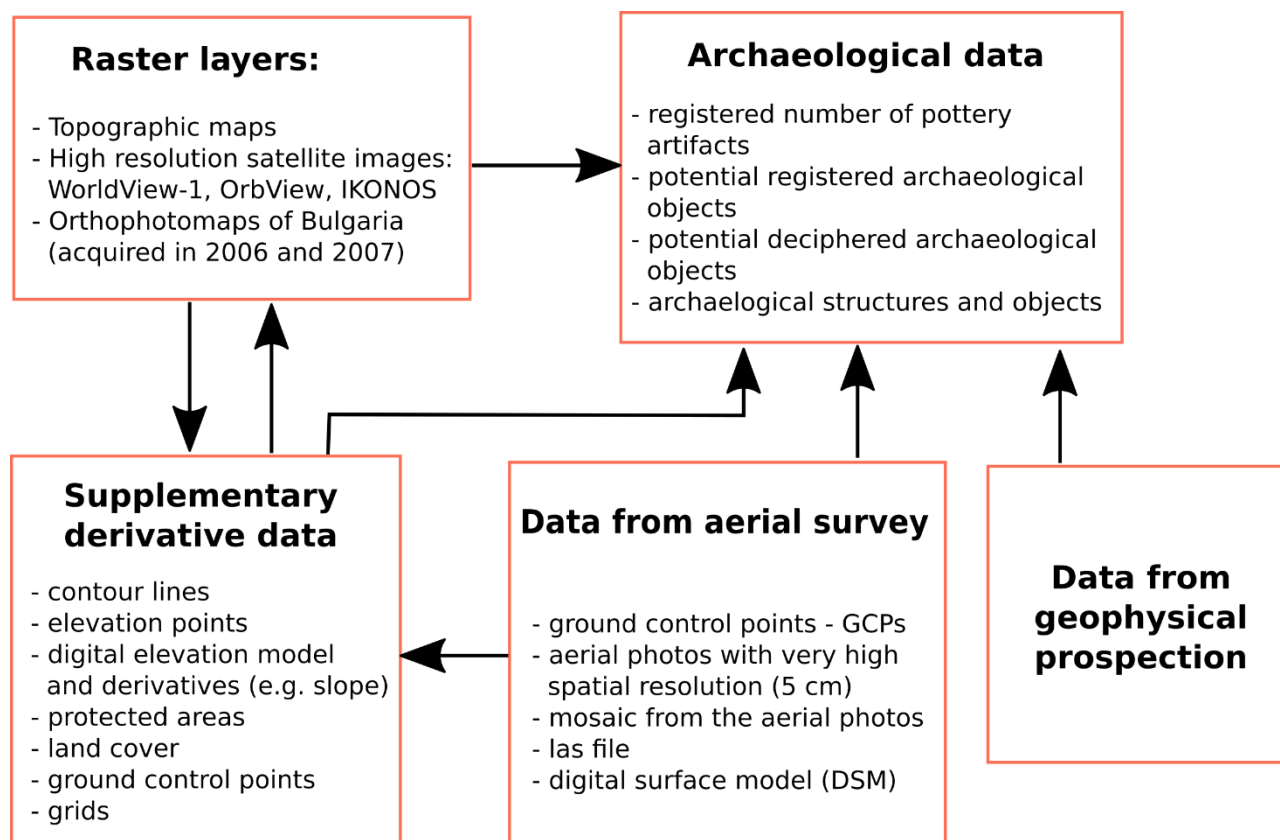 Raster layers:
- Topographic maps
- High resolution satellite images:
WorldView-1, OrbView, IKONOS
- Orthophotomaps of Bulgaria
(acquired in 2006 and 2007)
Archaeological data
- registered number of pottery
artifacts
- potential registered archaeological
objects
- potential deciphered archaeological
objects
- archaelogical structures and objects
Supplementary
derivative data
- contour lines
- elevation points
- digital elevation model
and derivatives (e.g. slope)
- protected areas
- land cover
- ground control points
- grids
Data from aerial survey
- ground control points - GCPs
- aerial photos with very high
spatial resolution (5 cm)
- mosaic from the aerial photos
- las file
- digital surface model (DSM)
Data from
geophysical
prospection